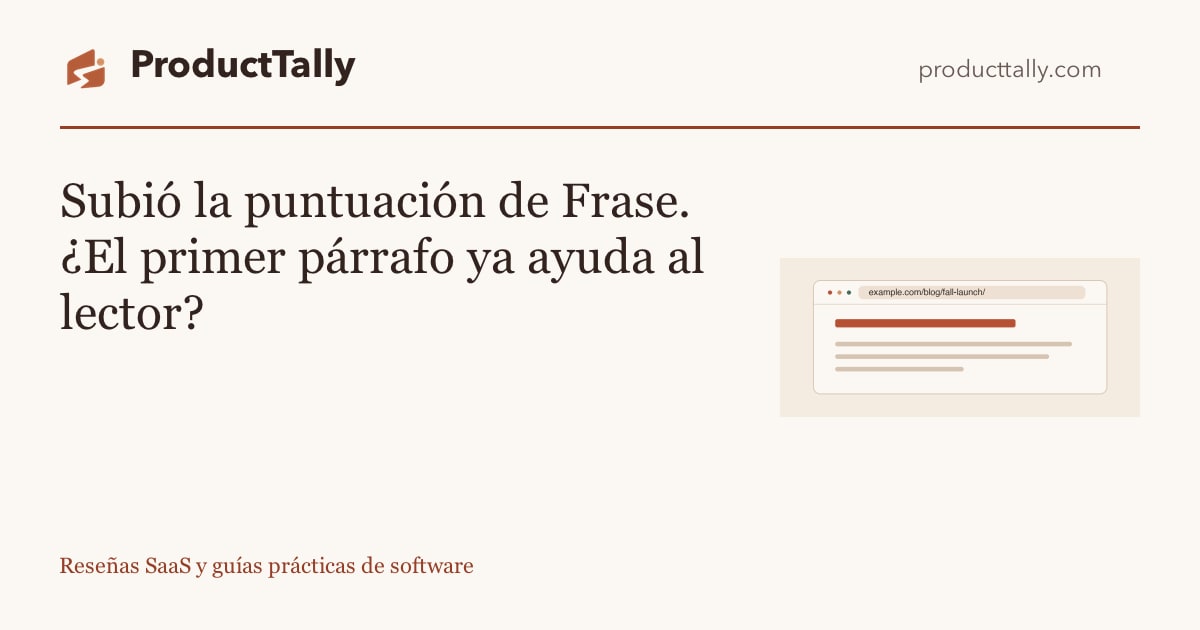 ProductTally
producttally.com
Subió la puntuación de Frase.
¿El primer párrafo ya ayuda al
lector?
example.com/blog/fall-launch/
Reseñas SaaS y guías prácticas de software